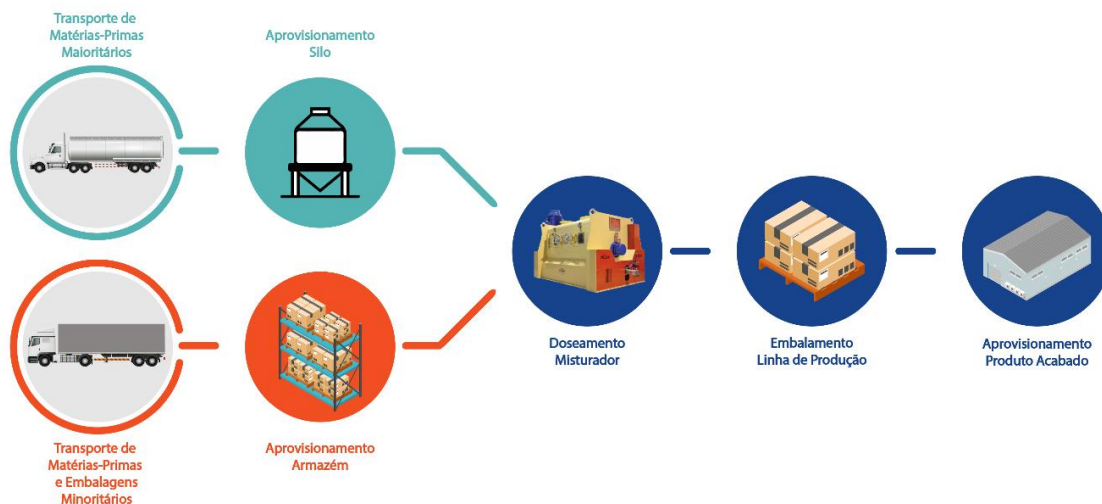 Transporte de
Matérias-Primas
Maioritários
Aprovisionamento
Silo
Doseamento
Misturador
Embalamento
Linha de Produção
Aprovisionamento
Produto Acabado
Transporte de
Matérias-Primas
e Embalagens
Minoritários
Aprovisionamento
Armazém